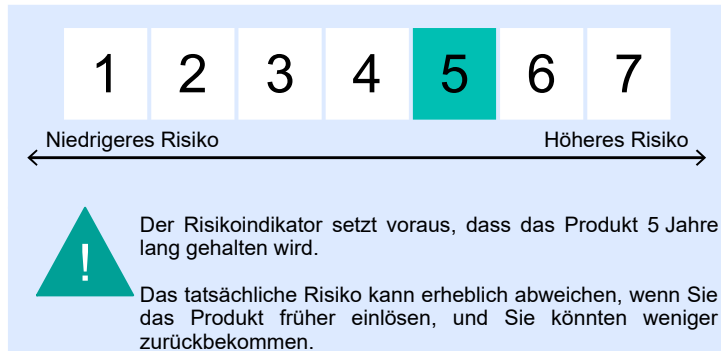 1 2 3 4 5 6 7
Niedrigeres Risiko Höheres Risiko
!
Der Risikoindikator setzt voraus, dass das Produkt 5 Jahre
lang gehalten wird.
Das tatsächliche Risiko kann erheblich abweichen, wenn Sie
das Produkt früher einlösen, und Sie könnten weniger
zurückbekommen.